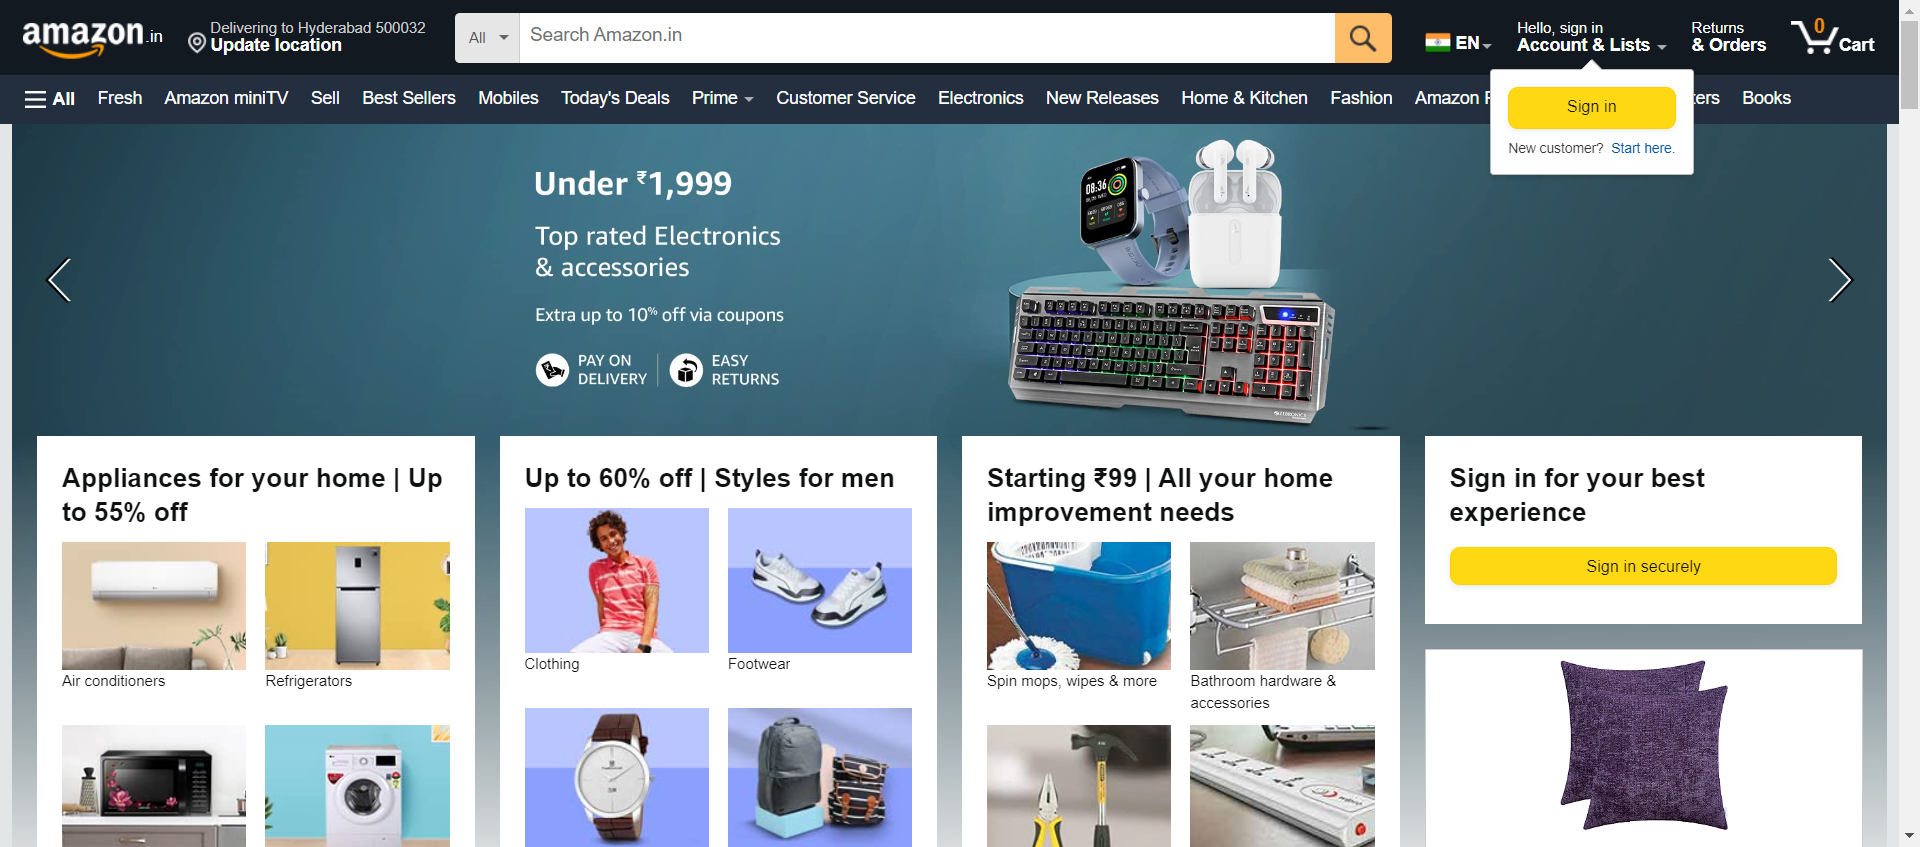 amazon.in
Delivering to Hyderabad 500032
Update location
All
Search Amazon.in
EN
Hello, sign in
Account & Lists
Returns
& Orders
0
Cart
All
Fresh
Amazon miniTV
Sell
Best Sellers
Mobiles
Today's Deals
Prime
Customer Service
Electronics
New Releases
Home & Kitchen
Fashion
Amazon
Books
Sign in
New customer? Start here.
Under ₹1,999
Top rated Electronics
& accessories
Extra up to 10% off via coupons
PAY ON
DELIVERY
EASY
RETURNS
08:36
Appliances for your home | Up
to 55% off
Air conditioners
Refrigerators
Up to 60% off | Styles for men
Clothing
Footwear
Starting ₹99 | All your home
improvement needs
Spin mops, wipes & more
Bathroom hardware &
accessories
Sign in for your best
experience
Sign in securely